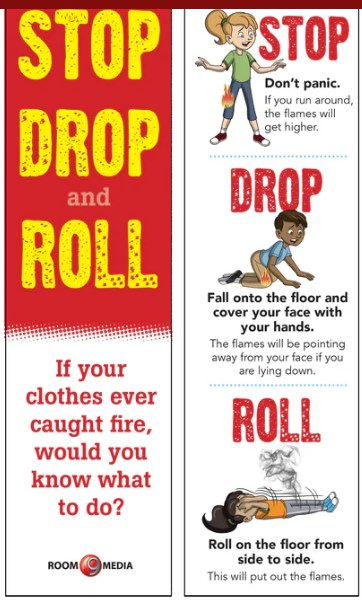 STOP
DROP
and
ROLL
If your
clothes ever
caught fire,
would you
know what
to do?
ROOM 9 MEDIA
STOP
Don't panic.
If you run around,
the flames will
get higher.
DROP
Fall onto the floor and
cover your face with
your hands.
The flames will be pointing
away from your face if you
are lying down.
ROLL
Roll on the floor from
side to side.
This will put out the flames.